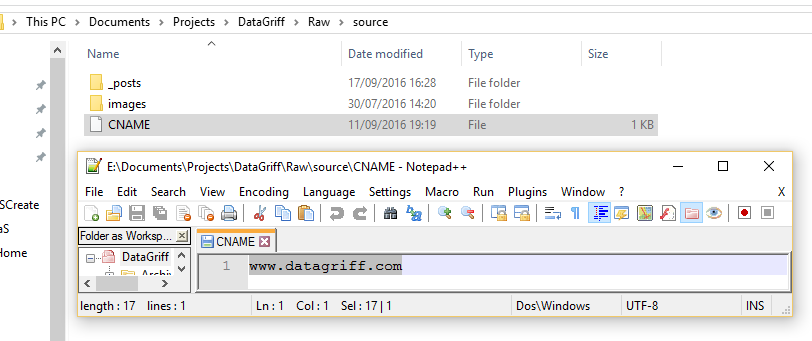 This PC > Documents > Projects > DataGriff > Raw > source
Name Date modified Type Size
_posts 17/09/2016 16:28 File folder
images 30/07/2016 14:20 File folder
CNAME 11/09/2016 19:19 File 1 KB
E:\Documents\Projects\DataGriff\Raw\source\CNAME - Notepad++
SCreate
File Edit Search View Encoding Language Settings Macro Run Plugins Window ? X
aS
Folder as Worksp...
CNAME
ome
DataGriff
1 www.datagriff.com
length : 17 lines : 1 Ln : 1 Col : 1 Sel : 17 | 1 Dos\Windows UTF-8 INS